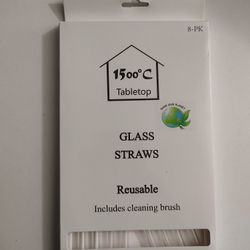 8-PK
1500°C
Tabletop
GLASS
STRAWS
Reusable
Includes cleaning brush